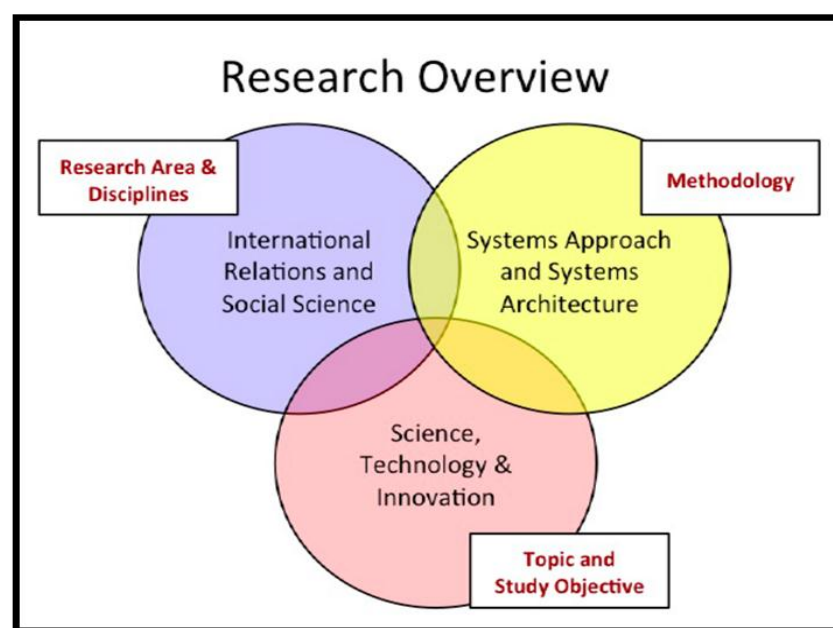 Research Overview
Research Area &
Disciplines
Methodology
International
Relations and
Social Science
Systems Approach
and Systems
Architecture
Science,
Technology &
Innovation
Topic and
Study Objective